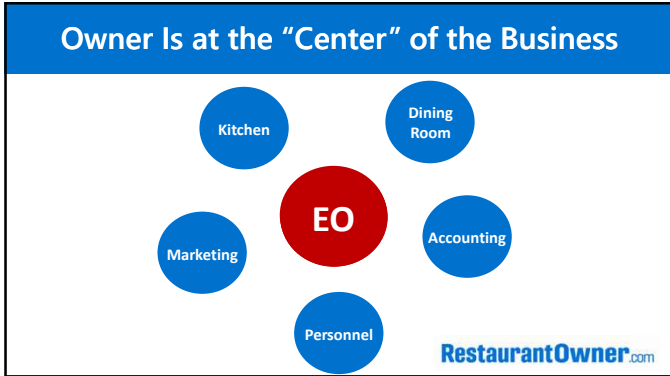 Owner Is at the “Center” of the Business
Kitchen
Dining
Room
EO
Marketing
Accounting
Personnel
RestaurantOwner.com